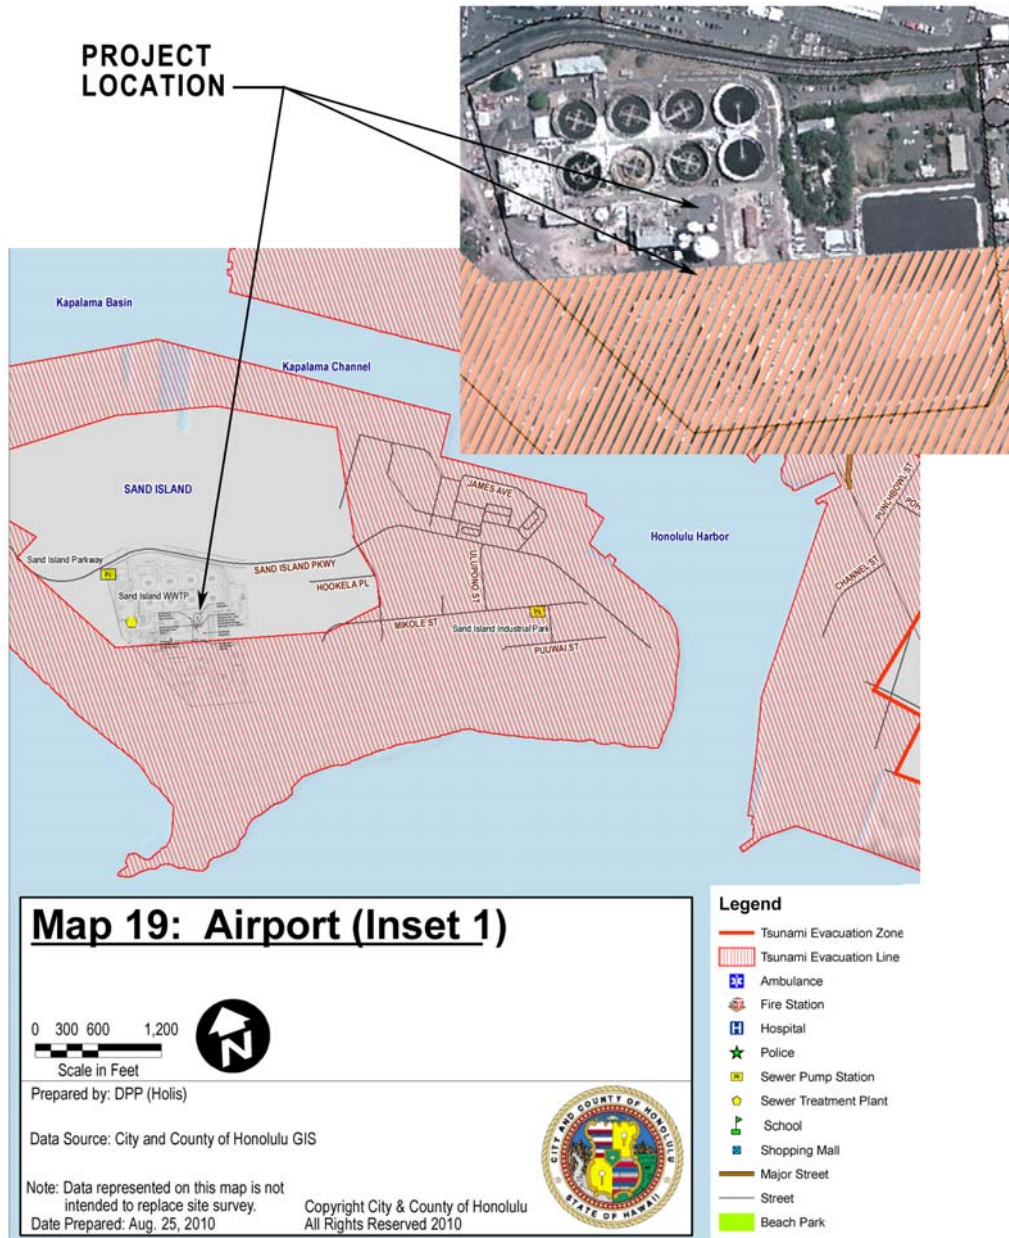 PROJECT
LOCATION
Kapalama Basin
Kapalama Channel
SAND ISLAND
JAMES AVE
Honolulu Harbor
PUNCHBOWL ST
POH
CHANNEL ST
Sand Island Parkway
PS
SAND ISLAND PKWY
HOOKELA PL
Sand Island WWTP
ULUPONO ST
MIKOLE ST
PS
Sand Island Industrial Park
PUUWAI ST
Map 19: Airport (Inset 1)
0 300 600 1,200
Scale in Feet
N
Prepared by: DPP (Holis)
Data Source: City and County of Honolulu GIS
Note: Data represented on this map is not
intended to replace site survey.
Date Prepared: Aug. 25, 2010
Copyright City & County of Honolulu
All Rights Reserved 2010
CITY AND COUNTY OF HONOLULU
STATE OF HAWAII
Legend
Tsunami Evacuation Zone
Tsunami Evacuation Line
Ambulance
Fire Station
H Hospital
Police
PS Sewer Pump Station
Sewer Treatment Plant
School
Shopping Mall
Major Street
Street
Beach Park